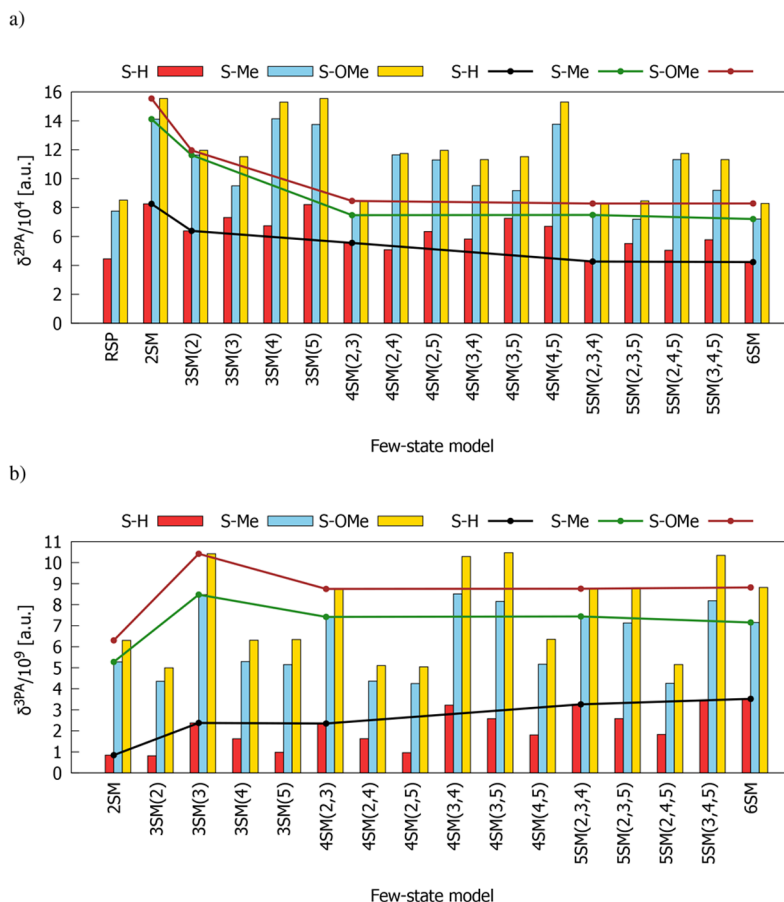 a)
S-H S-Me S-OMe S-H S-Me S-OMe
δ2PA/10⁴ [a.u.]
16
14
12
10
8
6
4
2
0
RSP
2SM
3SM(2)
3SM(3)
3SM(4)
3SM(5)
4SM(2,3)
4SM(2,4)
4SM(2,5)
4SM(3,4)
4SM(3,5)
4SM(4,5)
5SM(2,3,4)
5SM(2,3,5)
5SM(2,4,5)
5SM(3,4,5)
6SM
Few-state model
b)
S-H S-Me S-OMe S-H S-Me S-OMe
δ3PA/10⁹ [a.u.]
11
10
9
8
7
6
5
4
3
2
1
0
2SM
3SM(2)
3SM(3)
3SM(4)
3SM(5)
4SM(2,3)
4SM(2,4)
4SM(2,5)
4SM(3,4)
4SM(3,5)
4SM(4,5)
5SM(2,3,4)
5SM(2,3,5)
5SM(2,4,5)
5SM(3,4,5)
6SM
Few-state model